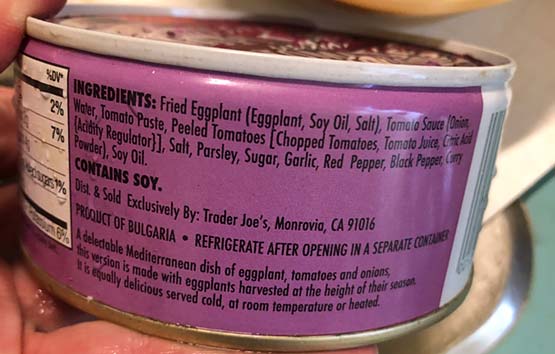 %DV*
2%
7%
1%
6%
INGREDIENTS: Fried Eggplant (Eggplant, Soy Oil, Salt), Tomato Sauce [Onion,
Water, Tomato Paste, Peeled Tomatoes [Chopped Tomatoes, Tomato Juice, Citric Acid
(Acidity Regulator)], Salt, Parsley, Sugar, Garlic, Red Pepper, Black Pepper, Curry
Powder), Soy Oil.
CONTAINS SOY.
Dist. & Sold Exclusively By: Trader Joe's, Monrovia, CA 91016
PRODUCT OF BULGARIA • REFRIGERATE AFTER OPENING IN A SEPARATE CONTAINER
A delectable Mediterranean dish of eggplant, tomatoes and onions,
this version is made with eggplants harvested at the height of their season.
It is equally delicious served cold, at room temperature or heated.